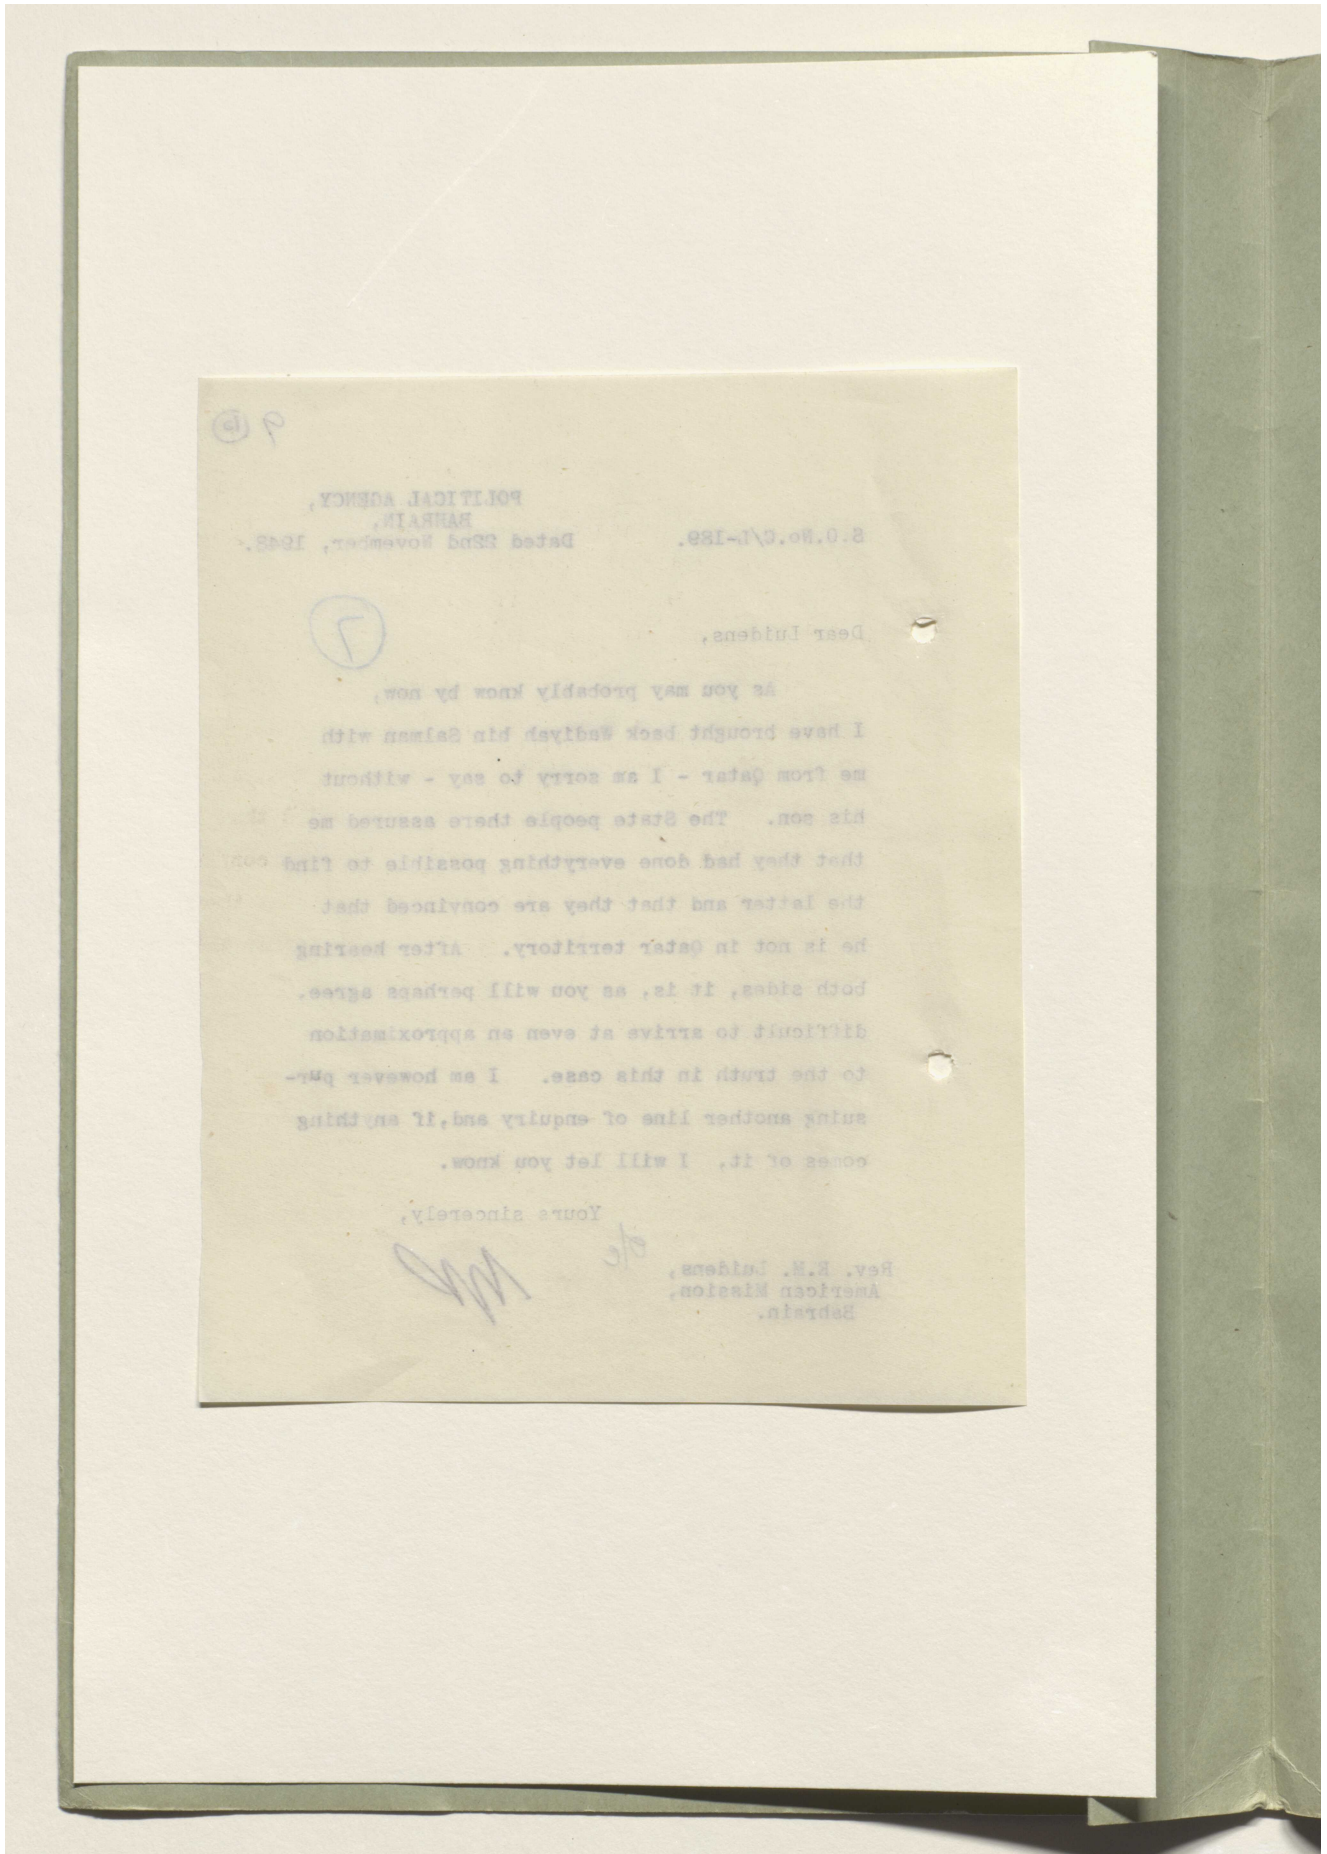 9
POLITICAL AGENCY,
BAHRAIN.
S.O.No.C/L-189. Dated 22nd November, 1948.
7
Dear Luidens,
As you may probably know by now,
I have brought back Wadiyah bin Salman with
me from Qatar - I am sorry to say - without
his son. The State people there assured me
that they had done everything possible to find
the latter and that they are convinced that
he is not in Qatar territory. After hearing
both sides, it is, as you will perhaps agree,
difficult to arrive at even an approximation
to the truth in this case. I am however pur-
suing another line of enquiry and, if anything
comes of it, I will let you know.
Yours sincerely,
Rev. E.M. Luidens,
American Mission,
Bahrain.